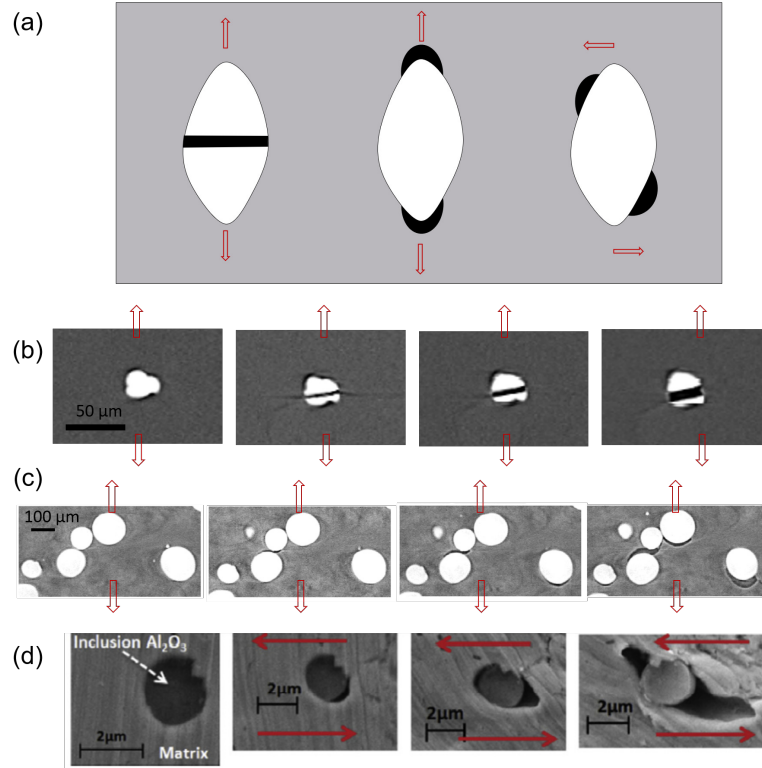 (a)
(b)
50 µm
(c)
100 µm
(d)
Inclusion Al₂O₃
2µm
Matrix
2µm
2µm
2µm